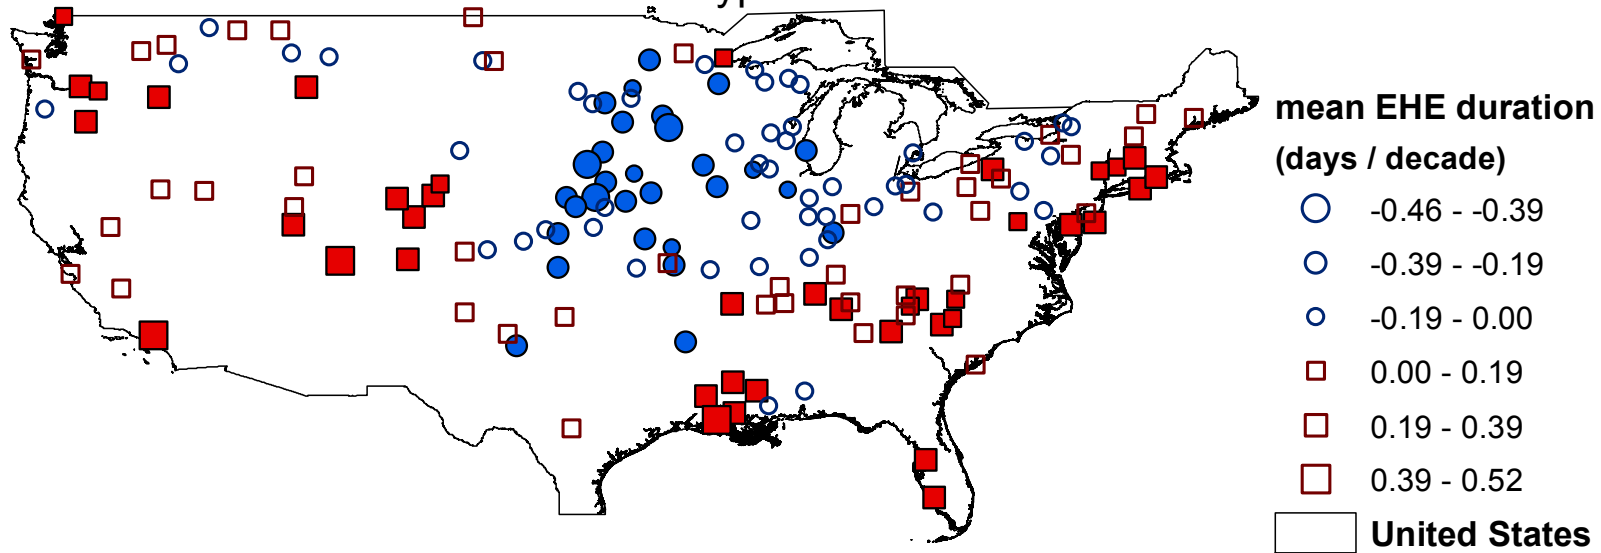 mean EHE duration
(days / decade)
-0.46 - -0.39
-0.39 - -0.19
-0.19 - 0.00
0.00 - 0.19
0.19 - 0.39
0.39 - 0.52
United States